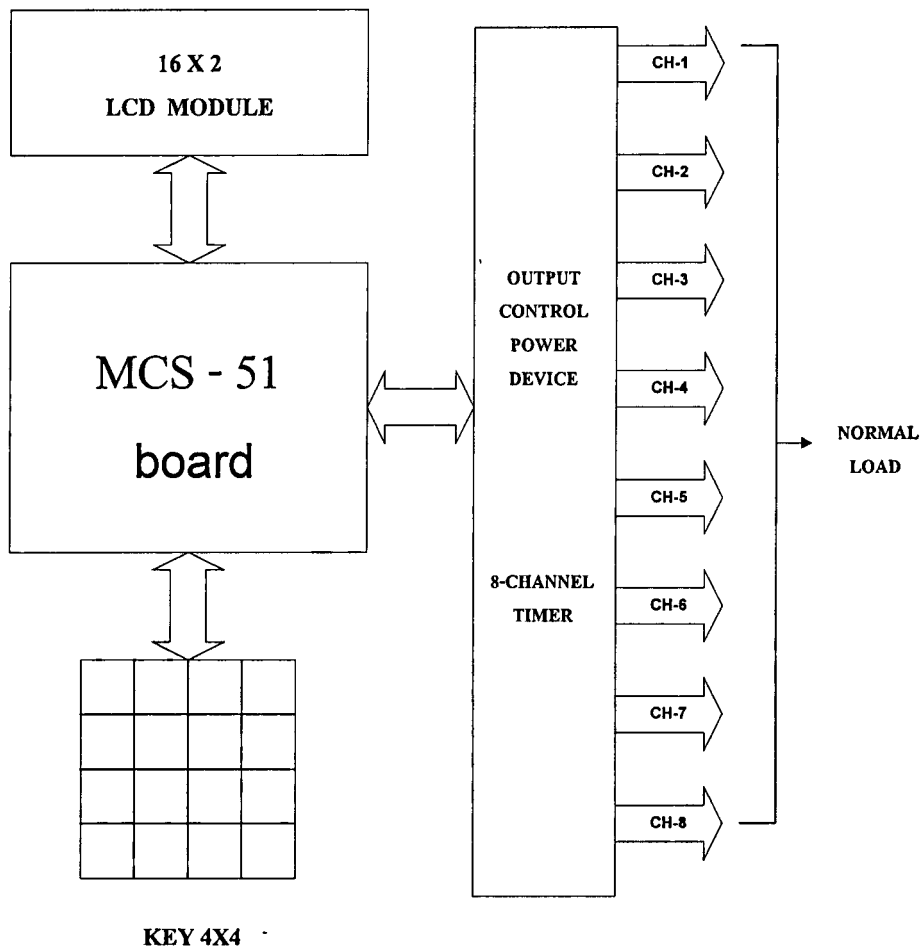 16 X 2
LCD MODULE
MCS - 51
board
KEY 4X4
OUTPUT
CONTROL
POWER
DEVICE
8-CHANNEL
TIMER
CH-1
CH-2
CH-3
CH-4
CH-5
CH-6
CH-7
CH-8
NORMAL
LOAD